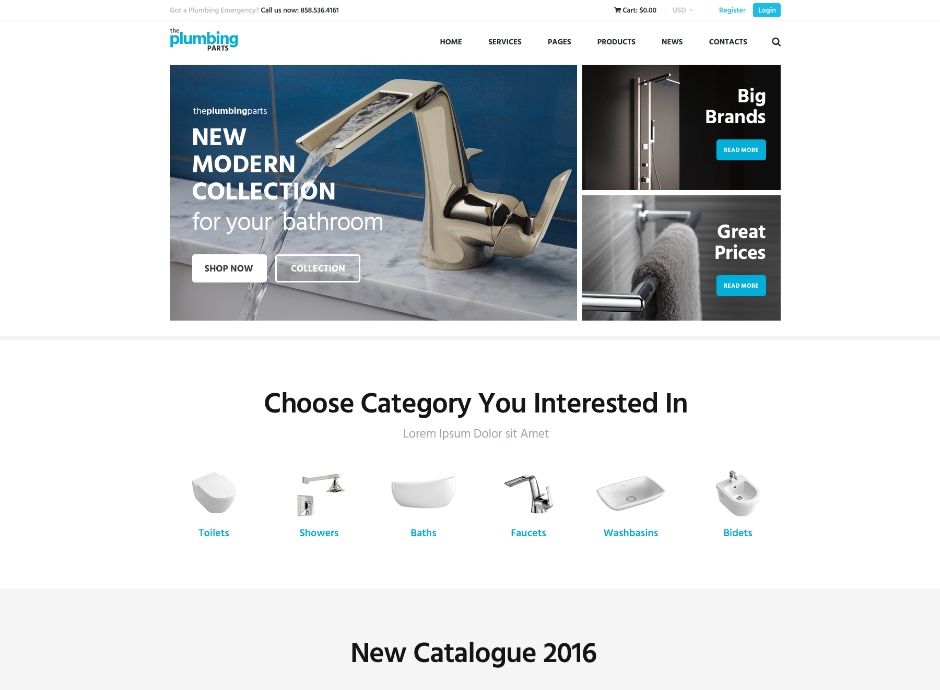 Got a Plumbing Emergency? Call us now: 858.536.4161
Cart: $0.00
USD
Register
Login
the
plumbing
PARTS
HOME
SERVICES
PAGES
PRODUCTS
NEWS
CONTACTS
theplumbingparts
NEW
MODERN
COLLECTION
for your bathroom
SHOP NOW
COLLECTION
Big
Brands
READ MORE
Great
Prices
READ MORE
Choose Category You Interested In
Lorem Ipsum Dolor sit Amet
Toilets
Showers
Baths
Faucets
Washbasins
Bidets
New Catalogue 2016